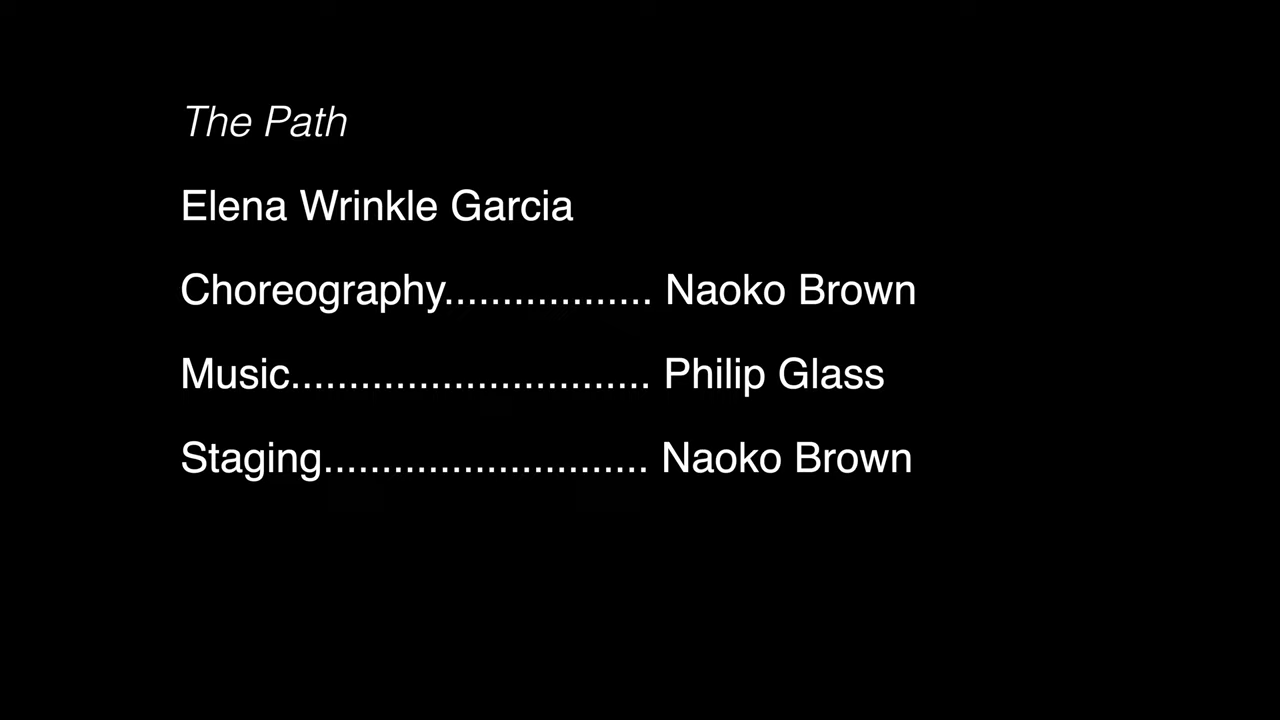 The Path
Elena Wrinkle Garcia
Choreography.................. Naoko Brown
Music............................... Philip Glass
Staging............................ Naoko Brown